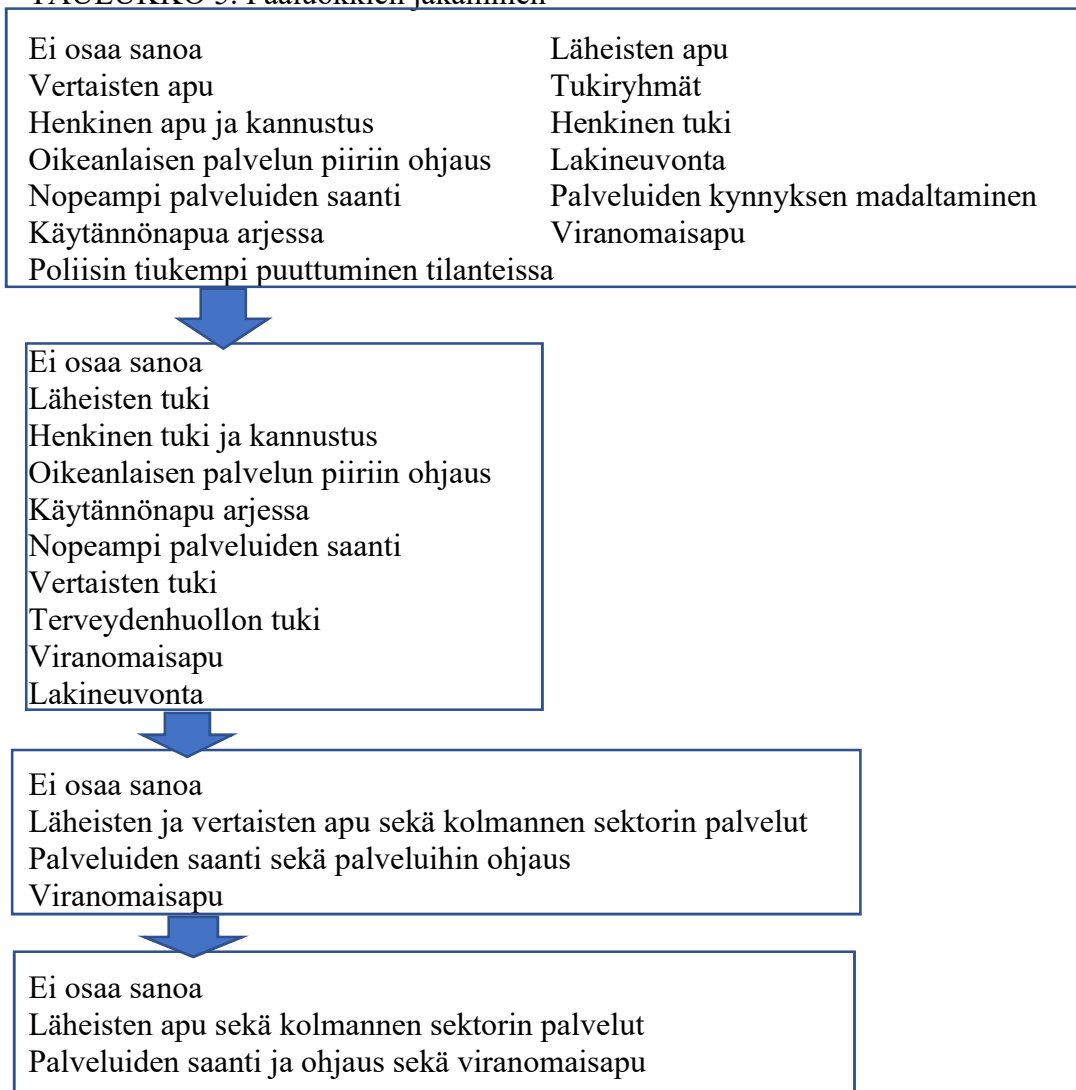 TAULUKKO 3. Pääluokkien jakaminen
Ei osaa sanoa Läheisten apu
Vertaisten apu Tukiryhmät
Henkinen apu ja kannustus Henkinen tuki
Oikeanlaisen palvelun piiriin ohjaus Lakineuvonta
Nopeampi palveluiden saanti Palveluiden kynnyksen madaltaminen
Käytännönapua arjessa Viranomaisapu
Poliisin tiukempi puuttuminen tilanteissa
Ei osaa sanoa
Läheisten tuki
Henkinen tuki ja kannustus
Oikeanlaisen palvelun piiriin ohjaus
Käytännönapu arjessa
Nopeampi palveluiden saanti
Vertaisten tuki
Terveydenhuollon tuki
Viranomaisapu
Lakineuvonta
Ei osaa sanoa
Läheisten ja vertaisten apu sekä kolmannen sektorin palvelut
Palveluiden saanti sekä palveluihin ohjaus
Viranomaisapu
Ei osaa sanoa
Läheisten apu sekä kolmannen sektorin palvelut
Palveluiden saanti ja ohjaus sekä viranomaisapu